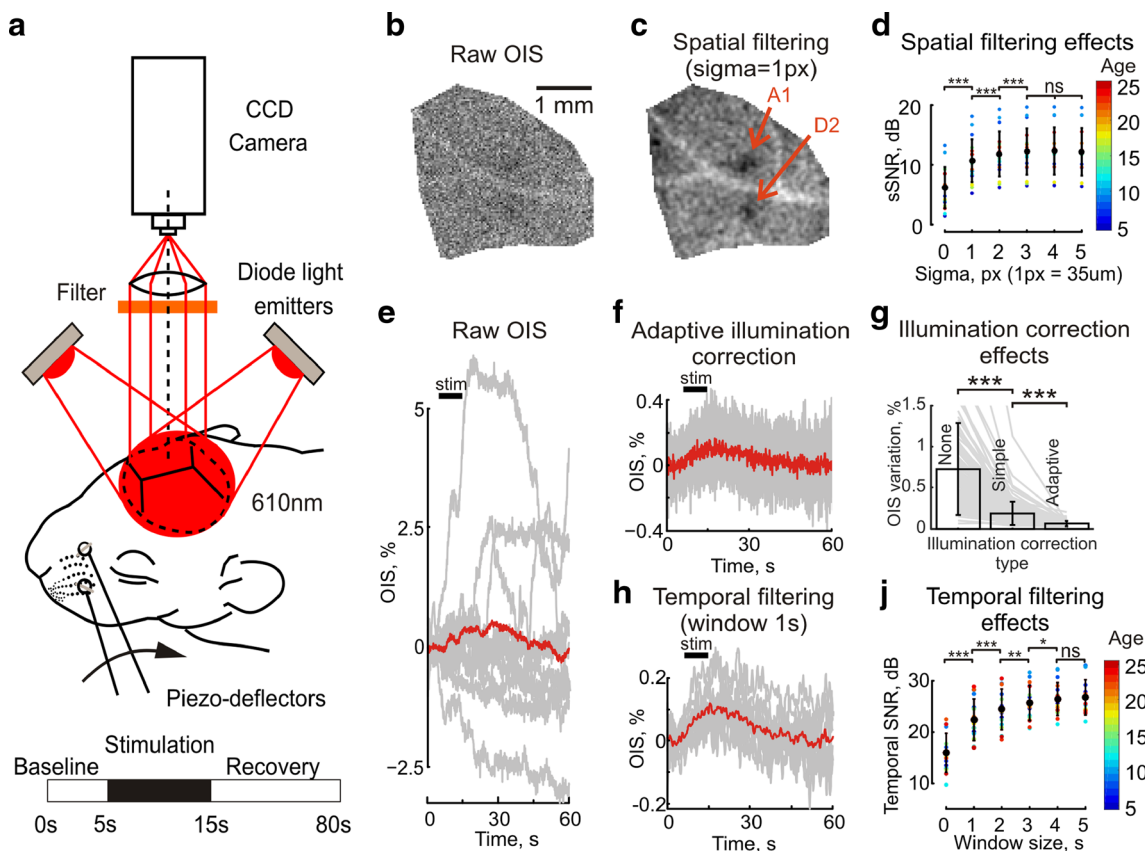 a
CCD
Camera
Filter
Diode light
emitters
610nm
Piezo-deflectors
Stimulation
Baseline
Recovery
0s 5s 15s 80s
b
Raw OIS
1 mm
c
Spatial filtering
(sigma=1px)
A1
D2
d
Spatial filtering effects
Age
*** *** *** ns
sSNR, dB
20
10
0
25
20
15
10
5
0 1 2 3 4 5
Sigma, px (1px = 35um)
e
Raw OIS
stim
OIS, %
5
2.5
0
−2.5
0 30 60
Time, s
f
Adaptive illumination
correction
stim
OIS, %
0.4
0
−0.4
0 30 60
Time, s
g
Illumination correction
effects
*** ***
OIS variation, %
1.5
1
0.5
0
None
Simple
Adaptive
Illumination correction
type
h
Temporal filtering
(window 1s)
stim
OIS, %
0.2
0
-0.2
0 30 60
Time, s
j
Temporal filtering
effects
Age
*** *** ** * ns
Temporal SNR, dB
30
20
10
25
20
15
10
5
0 1 2 3 4 5
Window size, s